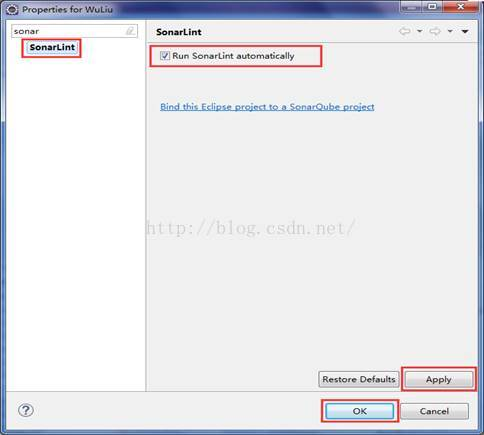 Properties for WuLiu
sonar
SonarLint
SonarLint
Run SonarLint automatically
Bind this Eclipse project to a SonarQube project
http://blog.csdn.net/
Restore Defaults
Apply
OK
Cancel